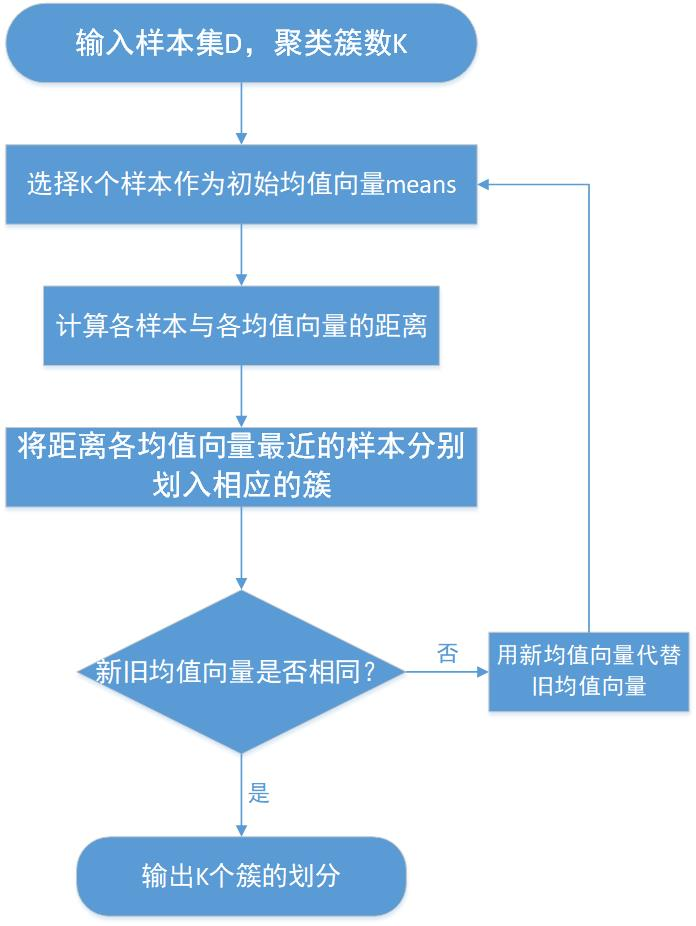 输入样本集D，聚类簇数K
选择K个样本作为初始均值向量means
计算各样本与各均值向量的距离
将距离各均值向量最近的样本分别
划入相应的簇
新旧均值向量是否相同？
否
用新均值向量代替
旧均值向量
是
输出K个簇的划分